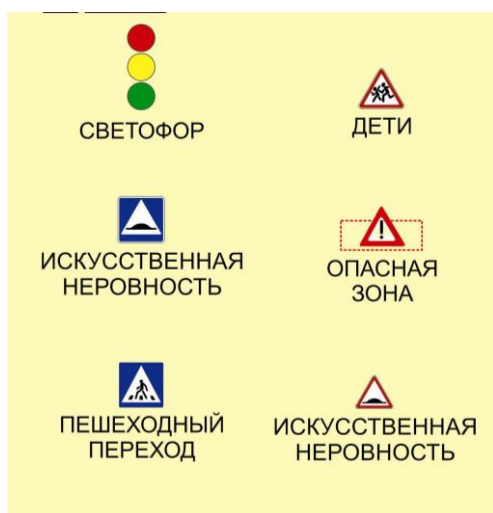 СВЕТОФОР
ДЕТИ
ИСКУССТВЕННАЯ
НЕРОВНОСТЬ
ОПАСНАЯ
ЗОНА
ПЕШЕХОДНЫЙ
ПЕРЕХОД
ИСКУССТВЕННАЯ
НЕРОВНОСТЬ